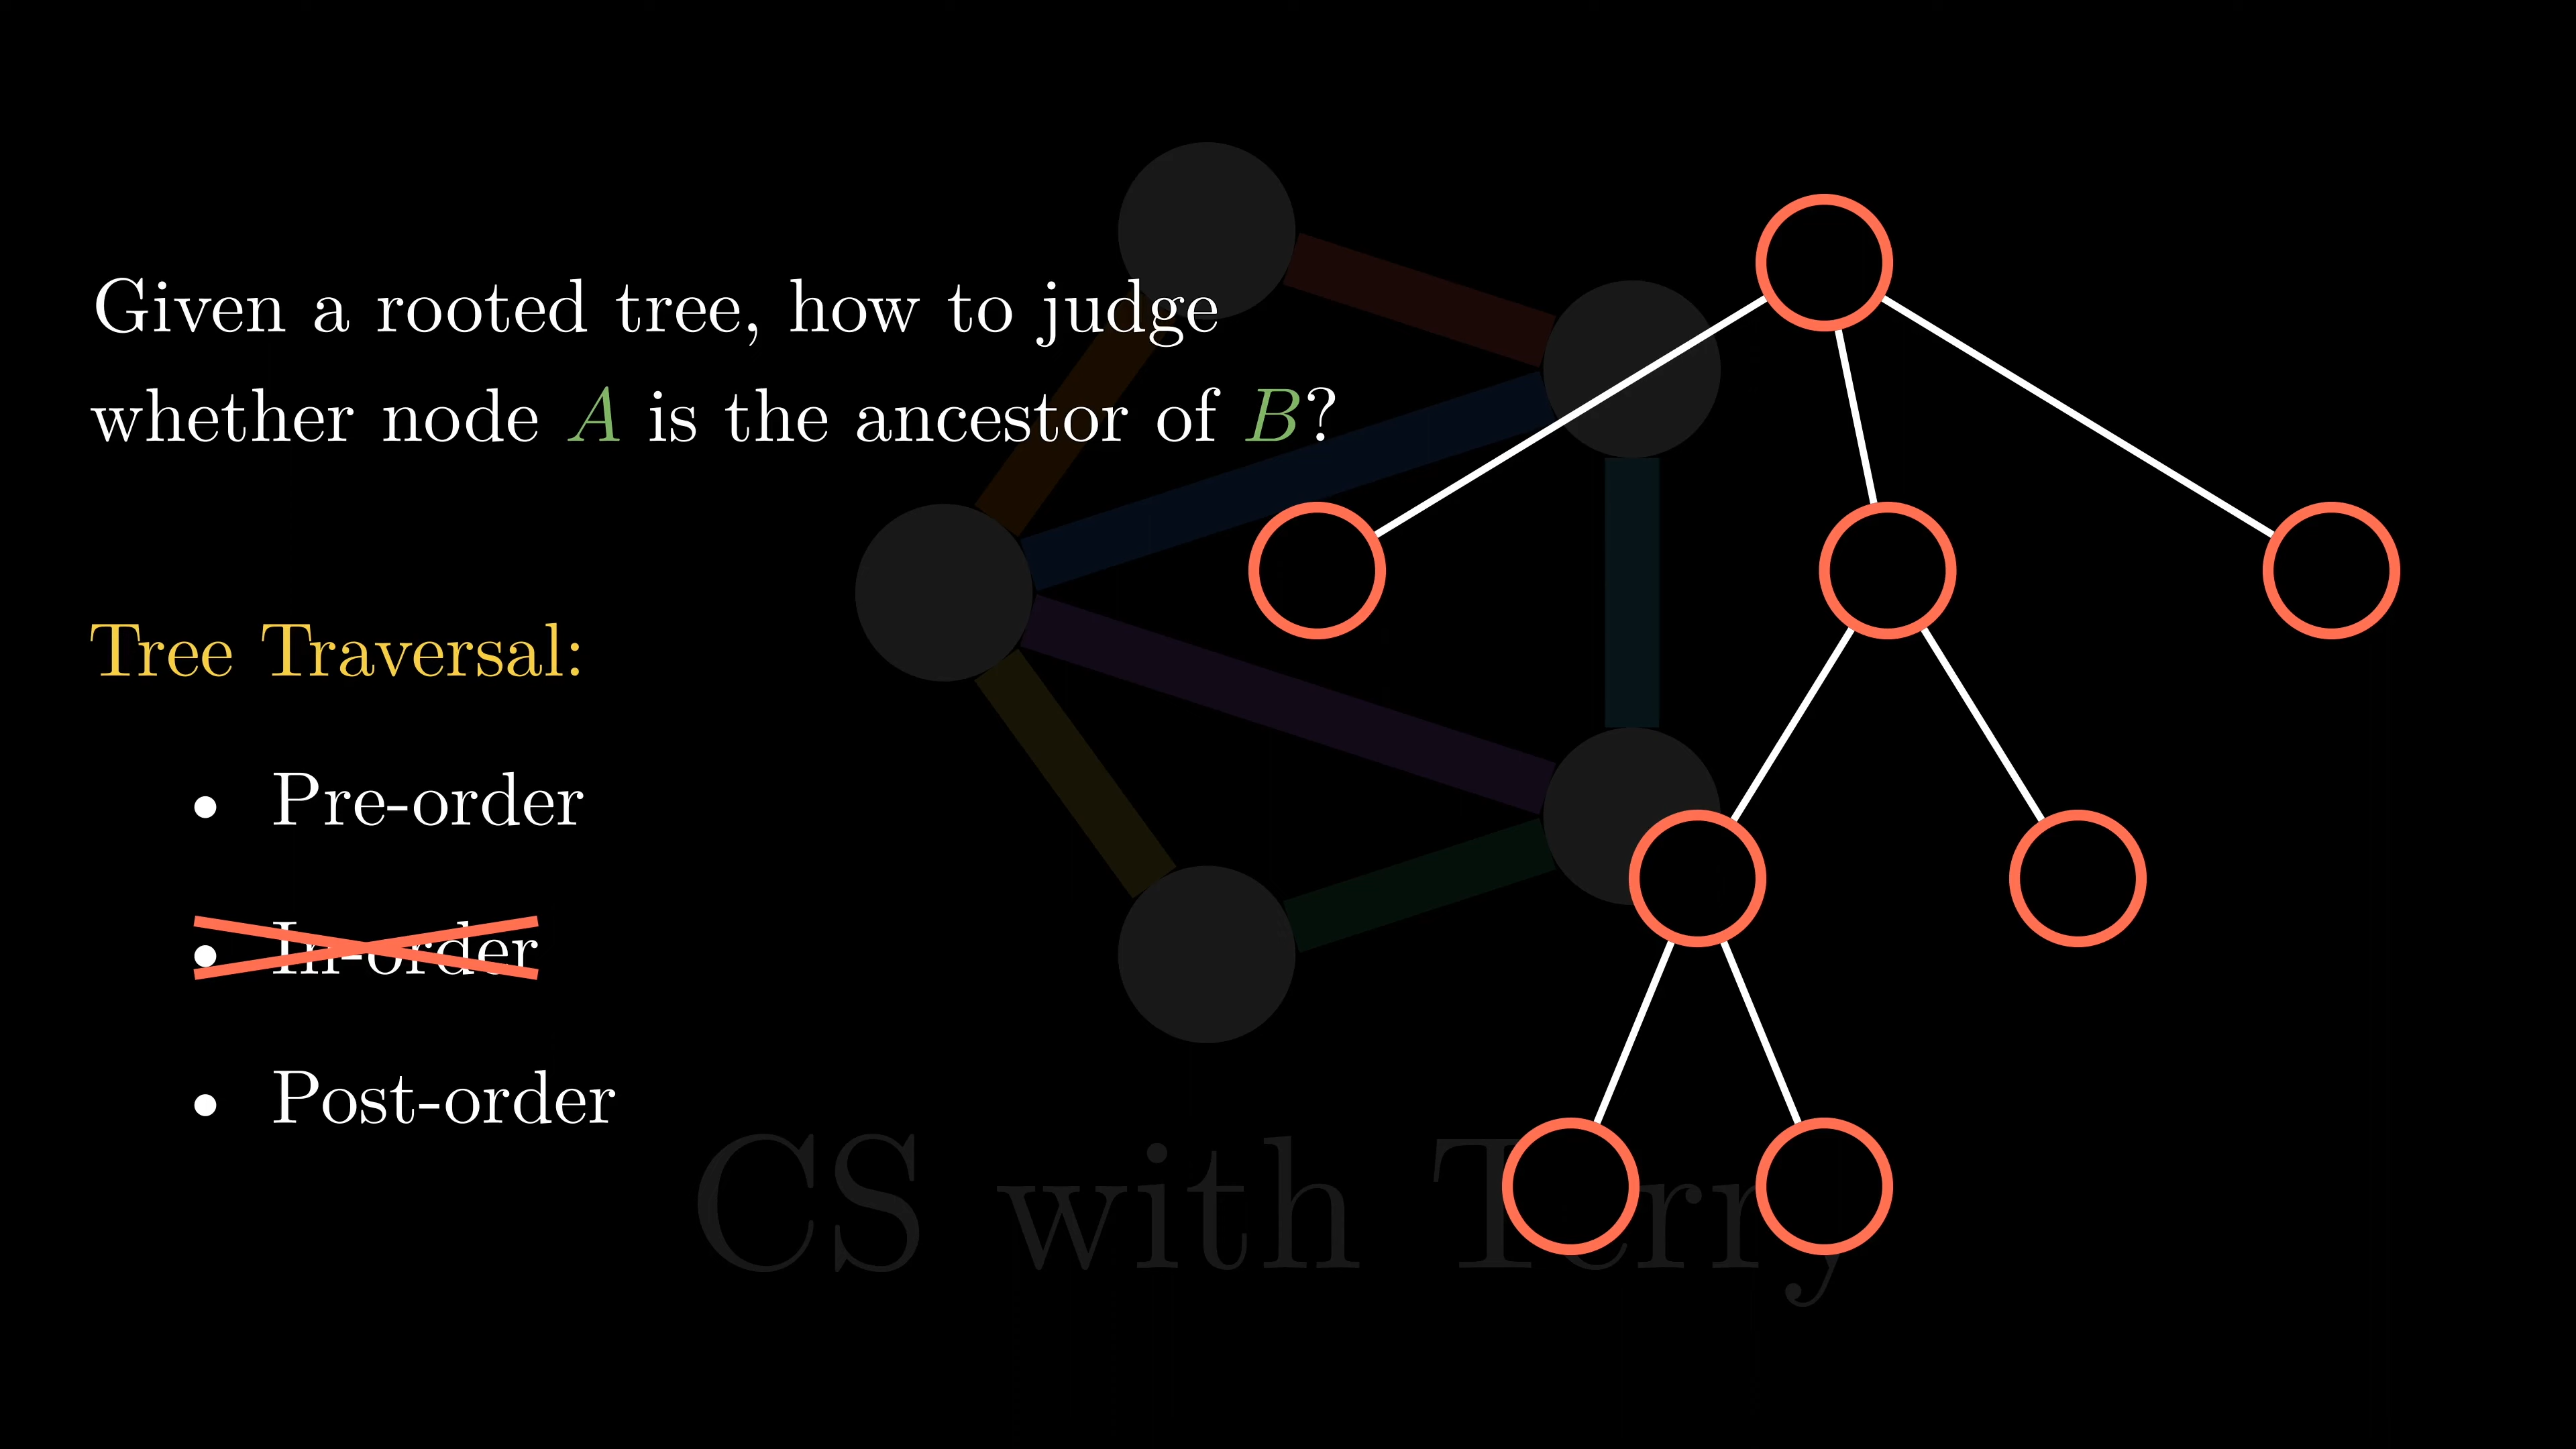 Given a rooted tree, how to judge
whether node A is the ancestor of B?
Tree Traversal:
• Pre-order
• In-order
• Post-order
CS with Terry